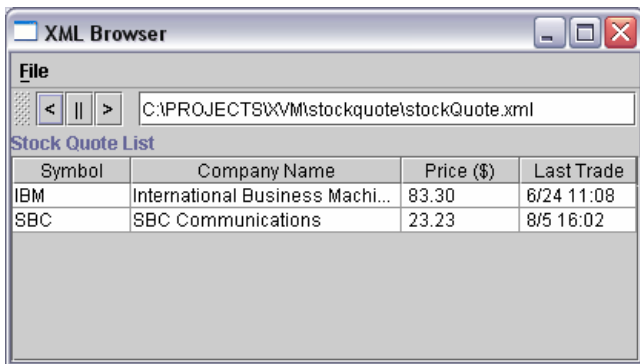 XML Browser
File
< || > C:\PROJECTS\XVM\stockquote\stockQuote.xml
Stock Quote List
Symbol Company Name Price ($) Last Trade
IBM International Business Machi... 83.30 6/24 11:08
SBC SBC Communications 23.23 8/5 16:02